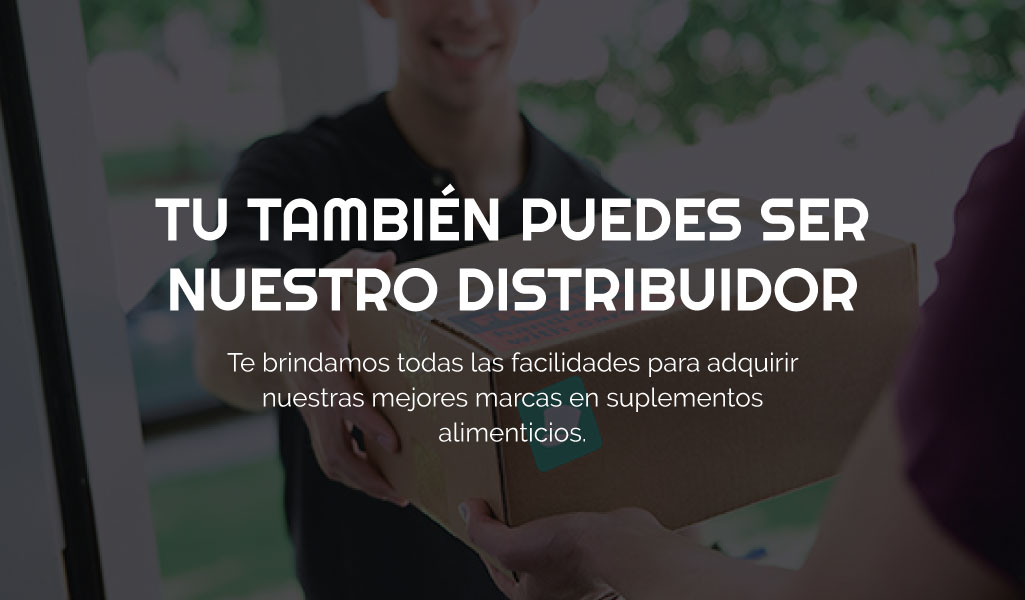 TU TAMBIÉN PUEDES SER
NUESTRO DISTRIBUIDOR
Te brindamos todas las facilidades para adquirir
nuestras mejores marcas en suplementos
alimenticios.